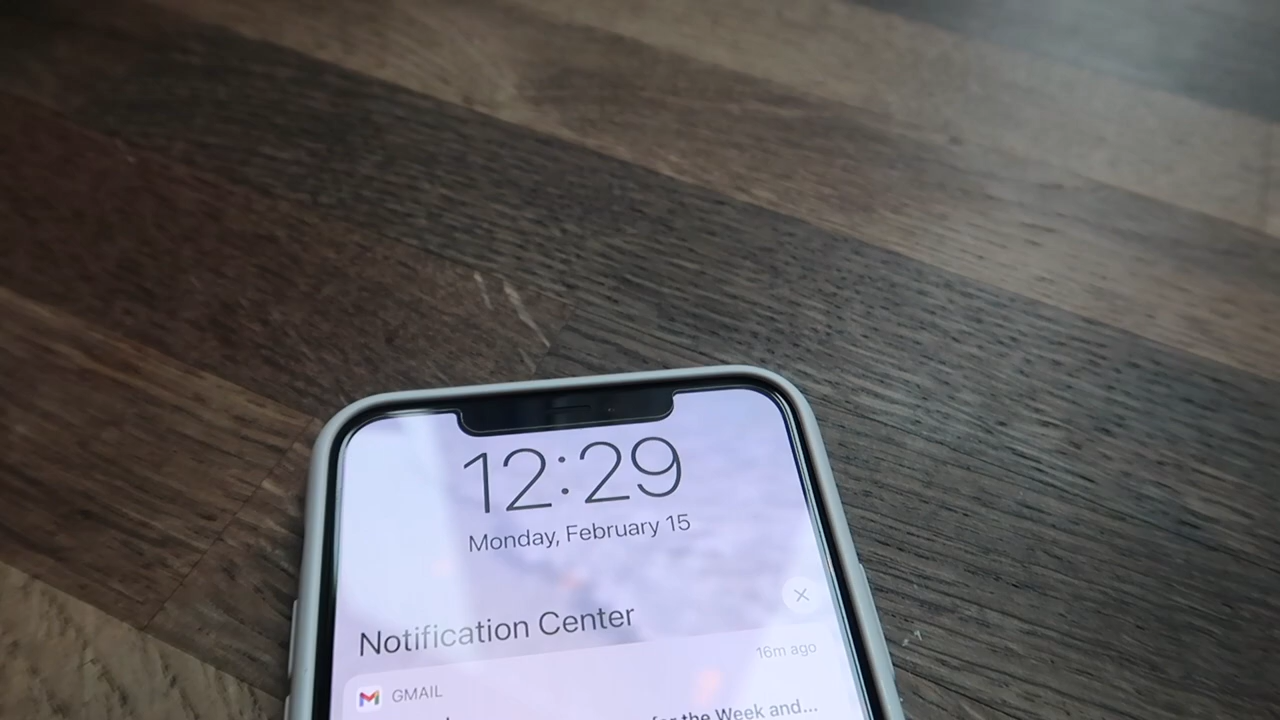 12:29
Monday, February 15
Notification Center
16m ago
GMAIL
for the Week and...